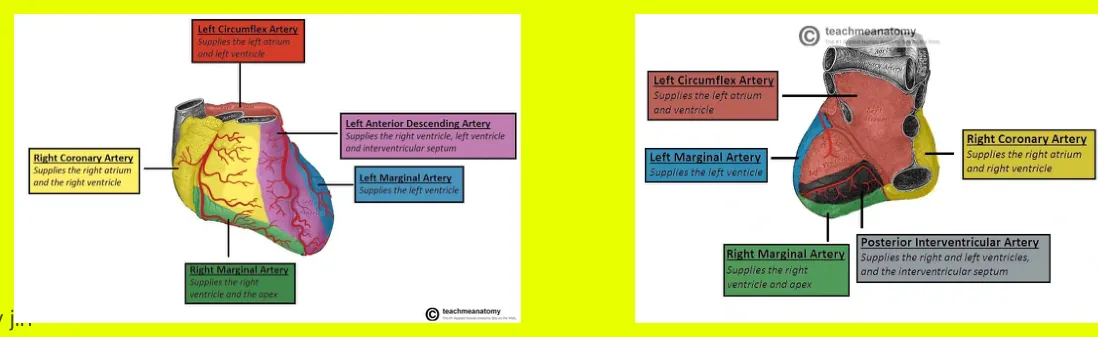 Left Circumflex Artery
Supplies the left atrium
and left ventricle
Left Anterior Descending Artery
Supplies the right ventricle, left ventricle
and interventricular septum
Right Coronary Artery
Supplies the right atrium
and the right ventricle
Left Marginal Artery
Supplies the left ventricle
Right Marginal Artery
Supplies the right
ventricle and the apex
© teachmeanatomy
© teachmeanatomy
Left Circumflex Artery
Supplies the left atrium
and ventricle
Right Coronary Artery
Supplies the right atrium
and right ventricle
Left Marginal Artery
Supplies the left venticle
Posterior Interventricular Artery
Supplies the right and left ventricles,
and the interventricular septum
Right Marginal Artery
Supplies the right
ventricle and apex